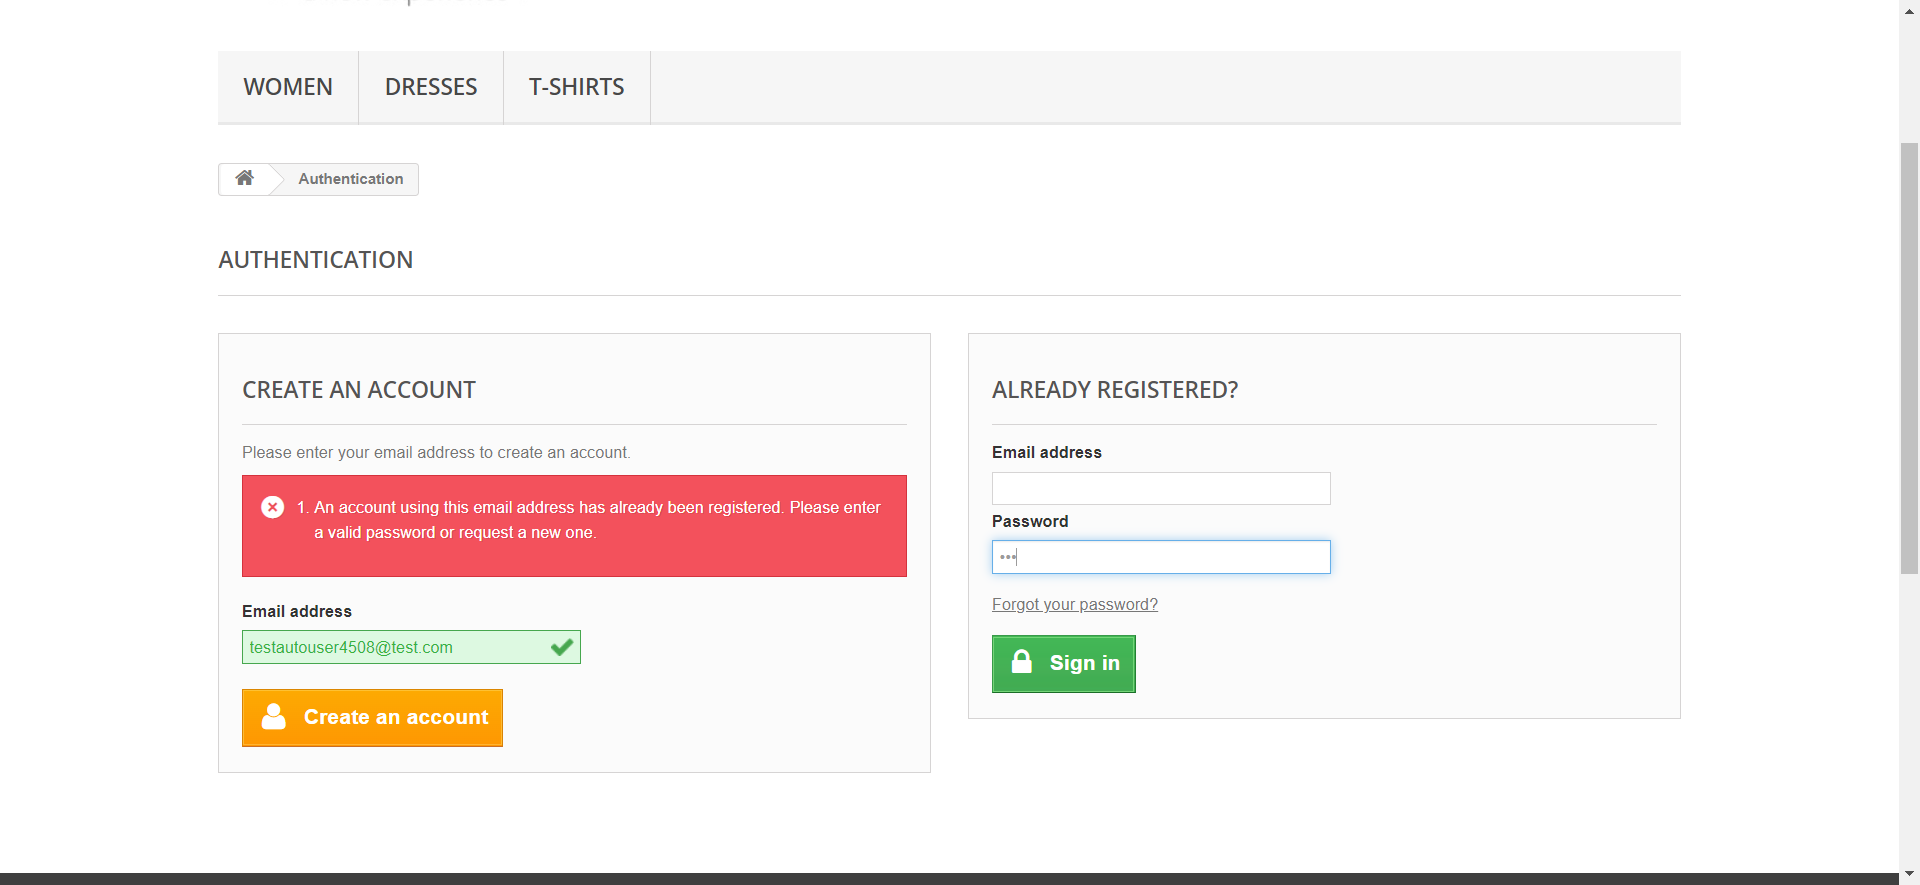 WOMEN
DRESSES
T-SHIRTS
Authentication
AUTHENTICATION
CREATE AN ACCOUNT
Please enter your email address to create an account.
1. An account using this email address has already been registered. Please enter
a valid password or request a new one.
Email address
testautouser4508@test.com
Create an account
ALREADY REGISTERED?
Email address
Password
•••
Forgot your password?
Sign in